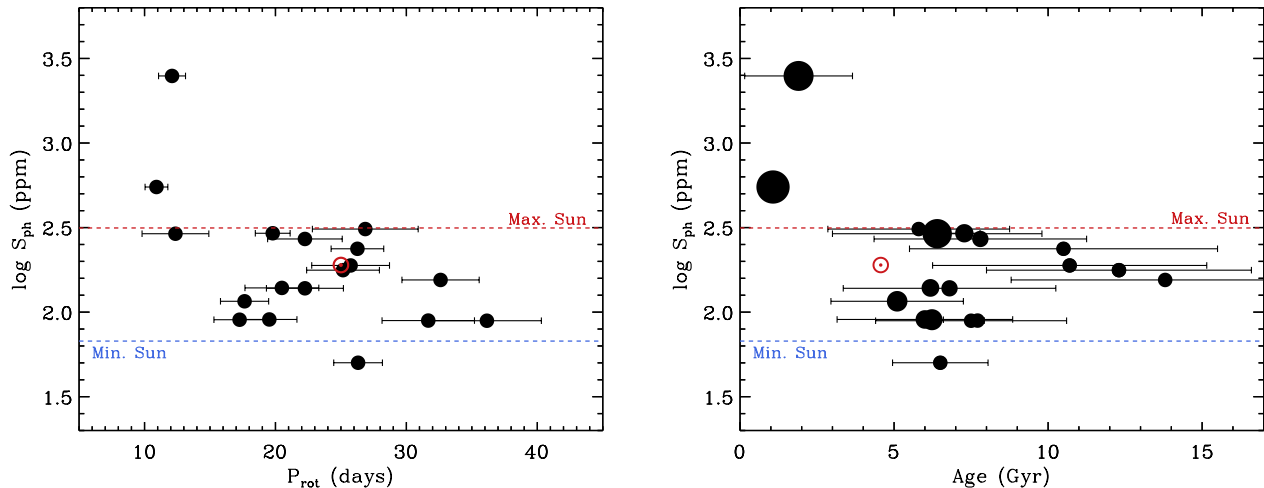 3.5
3.0
2.5
2.0
1.5
log S_ph (ppm)
Max. Sun
Min. Sun
10 20 30 40
P_rot (days)
3.5
3.0
2.5
2.0
1.5
log S_ph (ppm)
Max. Sun
Min. Sun
0 5 10 15
Age (Gyr)